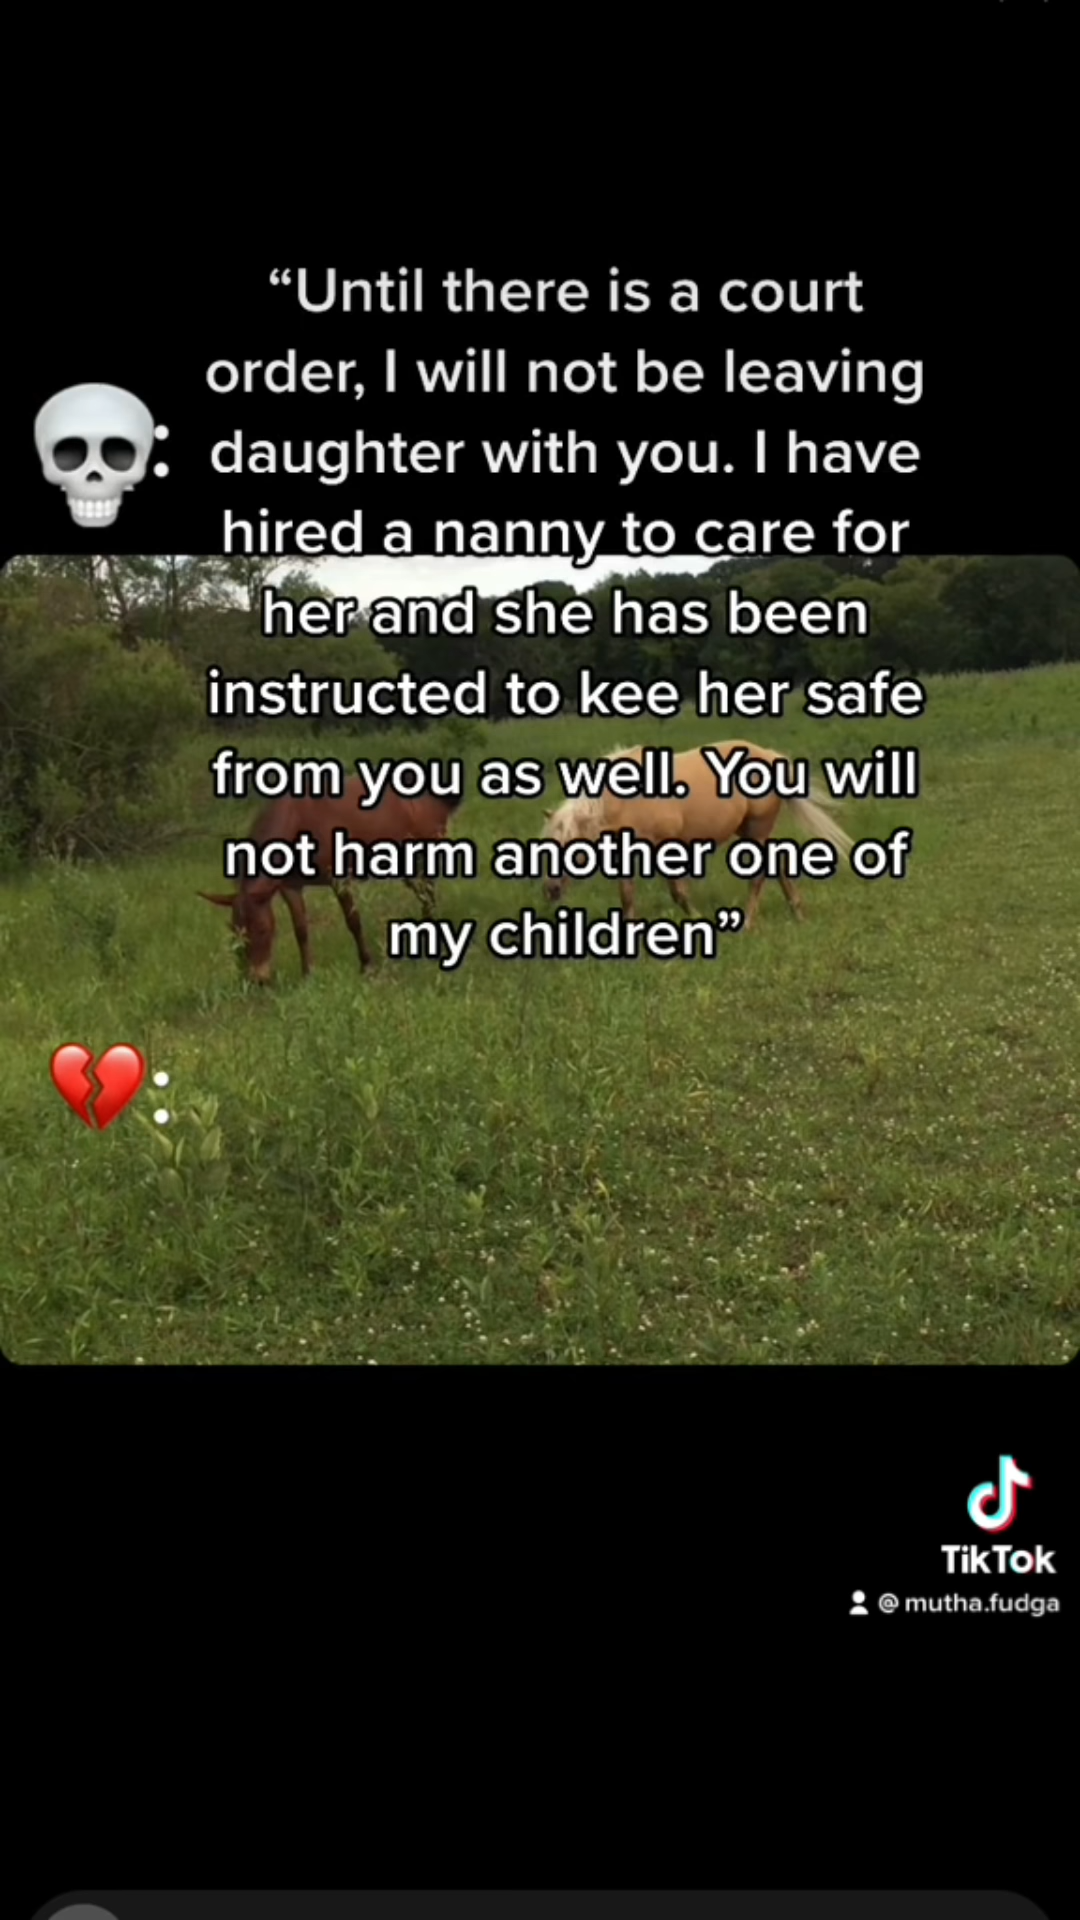 “Until there is a court
order, I will not be leaving
daughter with you. I have
hired a nanny to care for
her and she has been
instructed to kee her safe
from you as well. You will
not harm another one of
my children”
:
:
TikTok
@ mutha.fudga